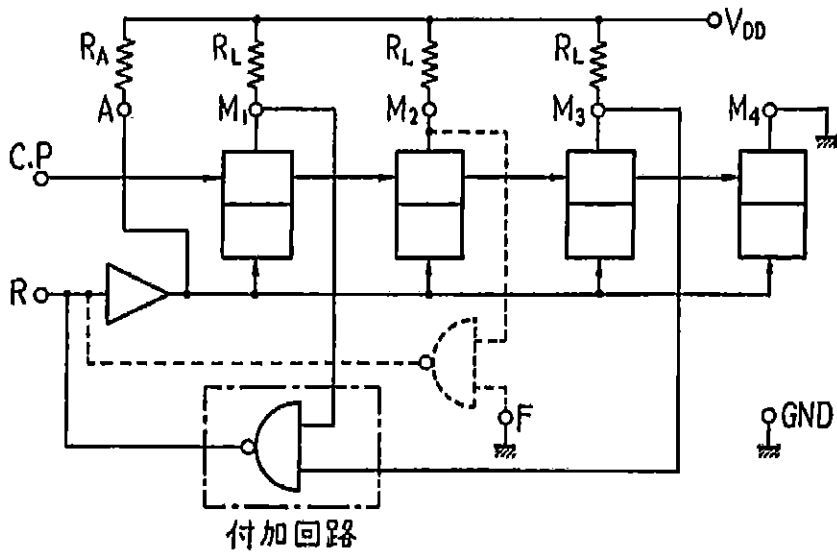 V_DD
R_A R_L R_L R_L
A M_1 M_2 M_3 M_4
C.P
R
F
GND
付加回路